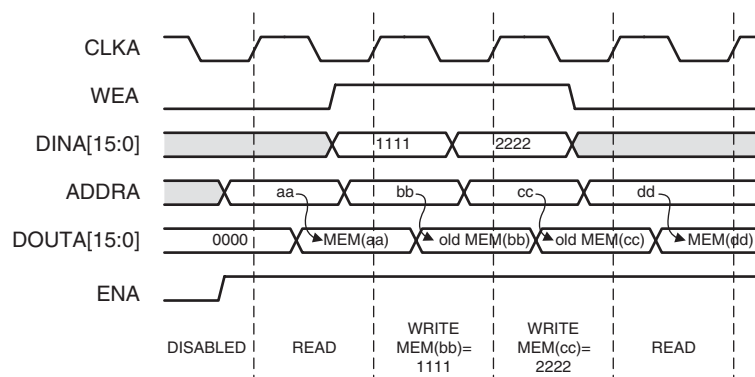 CLKA
WEA
DINA[15:0] 1111 2222
ADDRA aa bb cc dd
DOUTA[15:0] 0000 MEM(aa) old MEM(bb) old MEM(cc) MEM(dd)
ENA
DISABLED READ WRITE MEM(bb)= 1111 WRITE MEM(cc)= 2222 READ